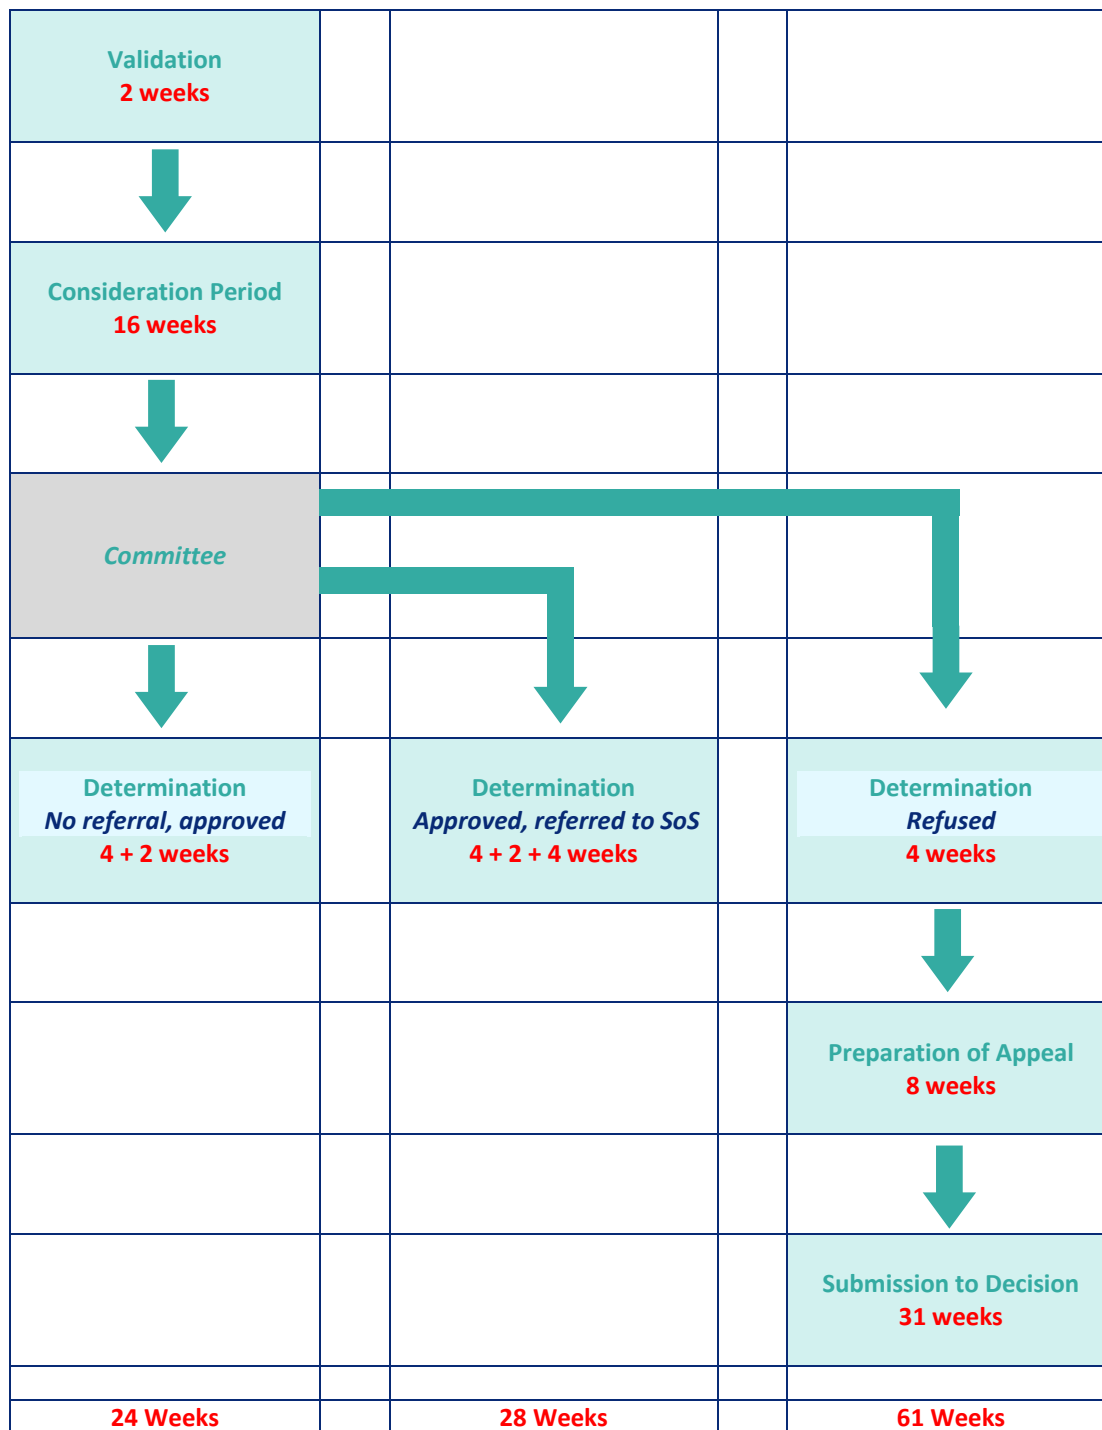 Validation
2 weeks
Consideration Period
16 weeks
Committee
Determination
No referral, approved
4 + 2 weeks
Determination
Approved, referred to SoS
4 + 2 + 4 weeks
Determination
Refused
4 weeks
Preparation of Appeal
8 weeks
Submission to Decision
31 weeks
24 Weeks
28 Weeks
61 Weeks